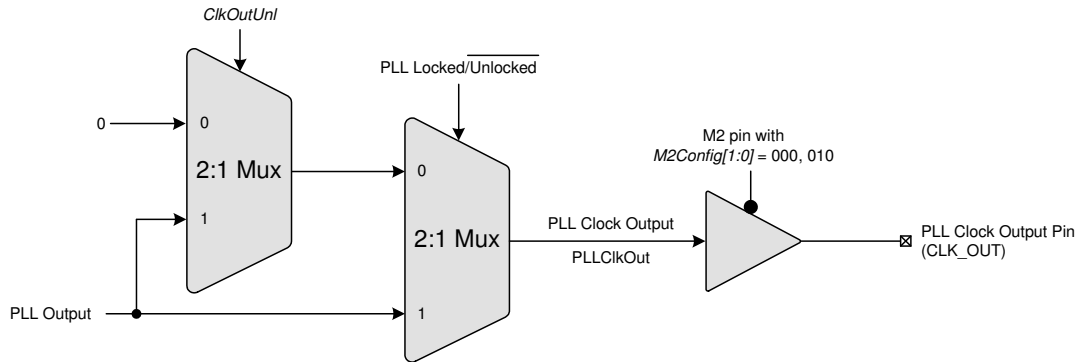 ClkOutUnl
PLL Locked/Unlocked
0
0
2:1 Mux
1
M2 pin with
M2Config[1:0] = 000, 010
0
2:1 Mux
1
PLL Clock Output
PLLClkOut
PLL Clock Output Pin
(CLK_OUT)
PLL Output